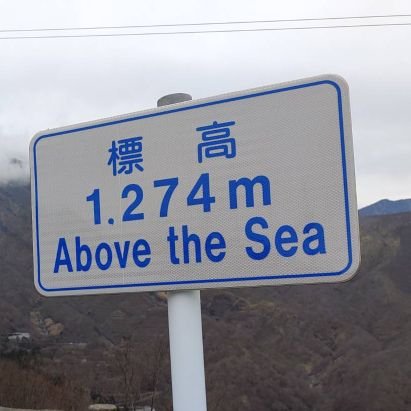 標 高
1.274m
Above the Sea